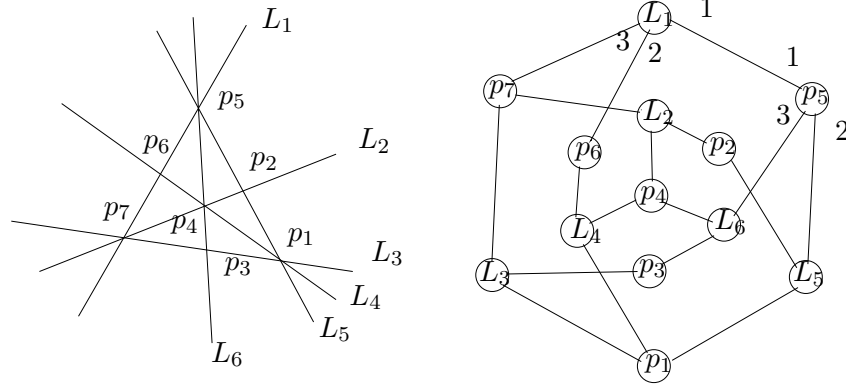 L₁
p₅
L₂
p₂
p₆
p₇
p₄
p₁
p₃
L₃
L₄
L₅
L₆
L₁
1
3
2
1
p₇
p₅
3
2
L₂
p₂
p₆
p₄
L₄
L₆
L₃
p₃
L₅
p₁